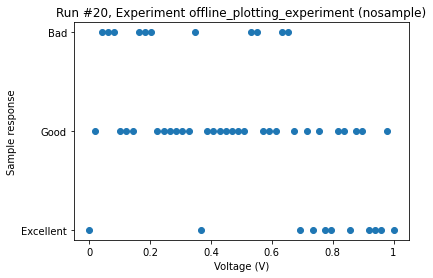 Run #20, Experiment offline_plotting_experiment (nosample)
Bad
Good
Excellent
Sample response
0 0.2 0.4 0.6 0.8 1
Voltage (V)